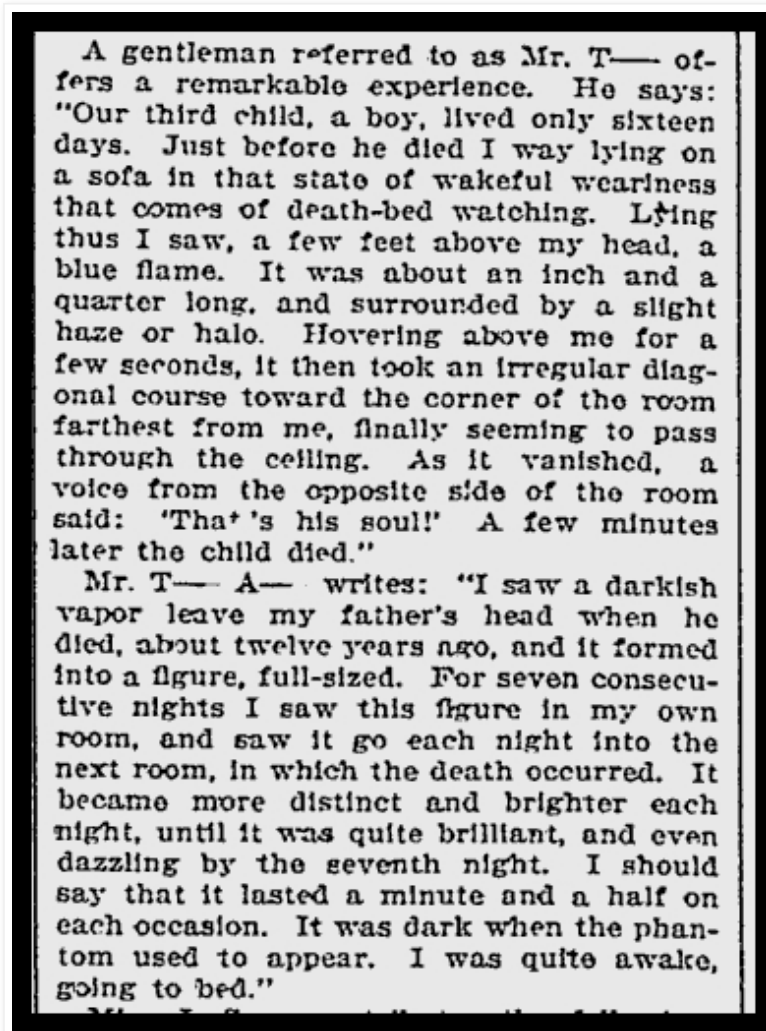 A gentleman referred to as Mr. T— of-
fers a remarkable experience. He says:
"Our third child, a boy, lived only sixteen
days. Just before he died I way lying on
a sofa in that state of wakeful weariness
that comes of death-bed watching. Lying
thus I saw, a few feet above my head, a
blue flame. It was about an inch and a
quarter long, and surrounded by a slight
haze or halo. Hovering above me for a
few seconds, it then took an irregular diag-
onal course toward the corner of the room
farthest from me, finally seeming to pass
through the ceiling. As it vanished, a
voice from the opposite side of the room
said: 'That's his soul!' A few minutes
later the child died."
Mr. T— A— writes: "I saw a darkish
vapor leave my father's head when he
died, about twelve years ago, and it formed
into a figure, full-sized. For seven consecu-
tive nights I saw this figure in my own
room, and saw it go each night into the
next room, in which the death occurred. It
became more distinct and brighter each
night, until it was quite brilliant, and even
dazzling by the seventh night. I should
say that it lasted a minute and a half on
each occasion. It was dark when the phan-
tom used to appear. I was quite awake,
going to bed."